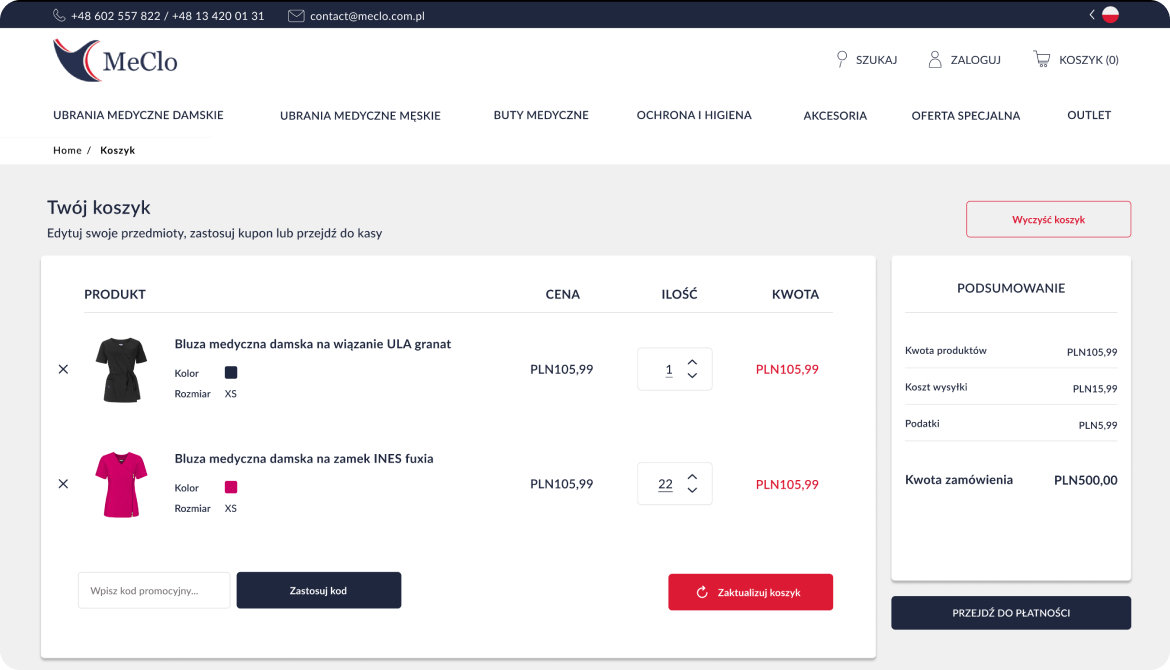 +48 602 557 822 / +48 13 420 01 31 contact@meclo.com.pl
MeClo
SZUKAJ ZALOGUJ KOSZYK (0)
UBRANIA MEDYCZNE DAMSKIE UBRANIA MEDYCZNE MĘSKIE BUTY MEDYCZNE OCHRONA I HIGIENA AKCESORIA OFERTA SPECJALNA OUTLET
Home / Koszyk
Twój koszyk
Edytuj swoje przedmioty, zastosuj kupon lub przejdź do kasy
Wyczyść koszyk
PRODUKT CENA ILOŚĆ KWOTA
Bluza medyczna damska na wiązanie ULA granat
Kolor
Rozmiar XS
PLN105,99 1 PLN105,99
Bluza medyczna damska na zamek INES fuxia
Kolor
Rozmiar XS
PLN105,99 22 PLN105,99
Wpisz kod promocyjny... Zastosuj kod Zaktualizuj koszyk
PODSUMOWANIE
Kwota produktów PLN105,99
Koszt wysyłki PLN15,99
Podatki PLN5,99
Kwota zamówienia PLN500,00
PRZEJDŹ DO PŁATNOŚCI